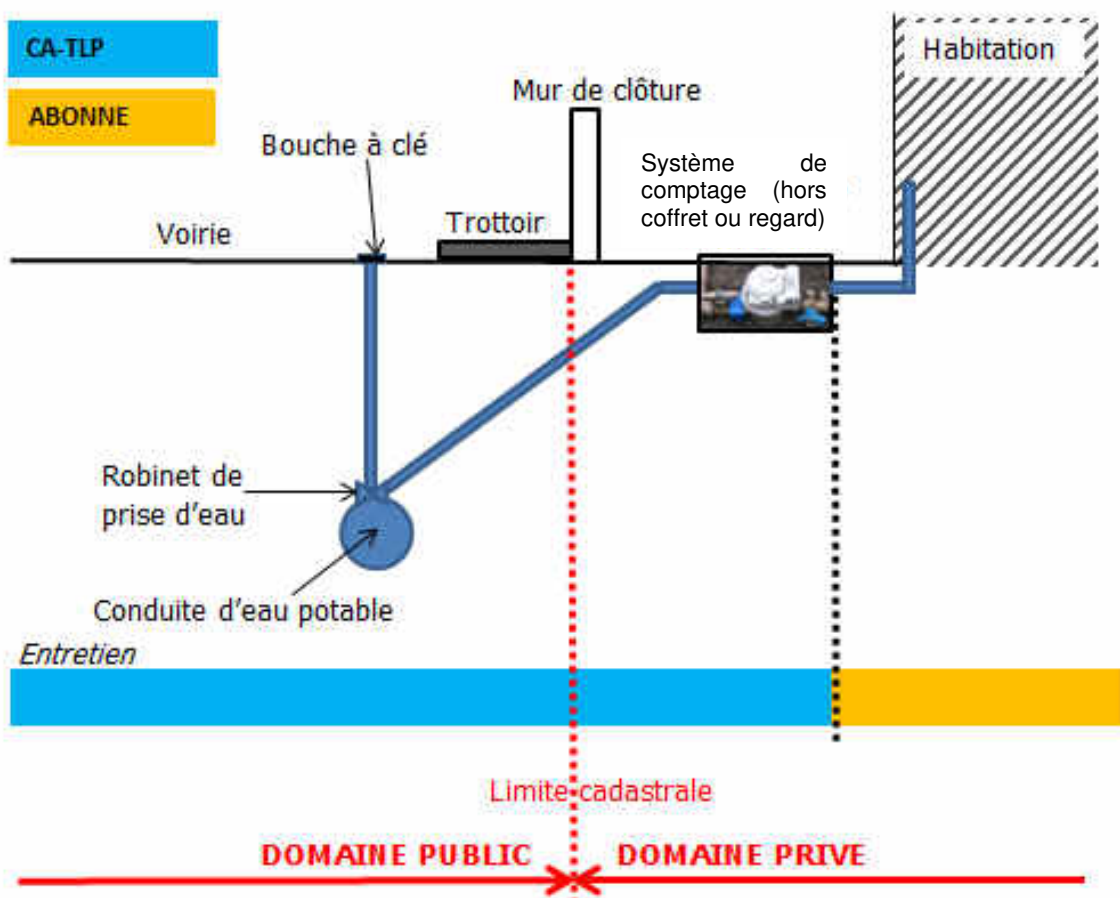 CA-TLP
Habitation
ABONNE
Mur de clôture
Bouche à clé
Système de
comptage (hors
coffret ou regard)
Trottoir
Voirie
Robinet de
prise d'eau
Conduite d'eau potable
Entretien
Limite cadastrale
DOMAINE PUBLIC
DOMAINE PRIVE